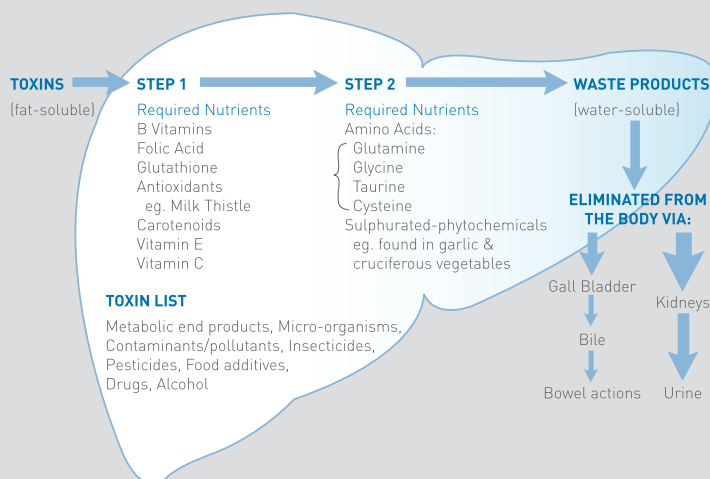 TOXINS
(fat-soluble)
STEP 1
Required Nutrients
B Vitamins
Folic Acid
Glutathione
Antioxidants
eg. Milk Thistle
Carotenoids
Vitamin E
Vitamin C
STEP 2
Required Nutrients
Amino Acids:
Glutamine
Glycine
Taurine
Cysteine
Sulphurated-phytochemicals
eg. found in garlic &
cruciferous vegetables
WASTE PRODUCTS
(water-soluble)
ELIMINATED FROM
THE BODY VIA:
Gall Bladder
Bile
Bowel actions
Kidneys
Urine
TOXIN LIST
Metabolic end products, Micro-organisms,
Contaminants/pollutants, Insecticides,
Pesticides, Food additives,
Drugs, Alcohol